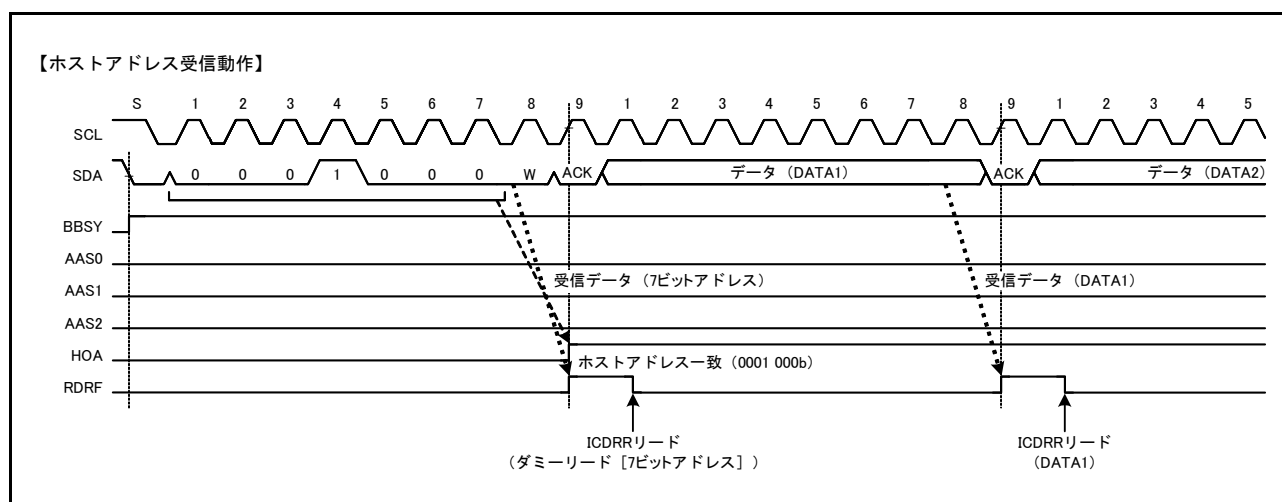 【ホストアドレス受信動作】
S 1 2 3 4 5 6 7 8 9 1 2 3 4 5 6 7 8 9 1 2 3 4 5
SCL
SDA 0 0 0 1 0 0 0 W ACK データ（DATA1） ACK データ（DATA2）
BBSY
AAS0
受信データ（7ビットアドレス） 受信データ（DATA1）
AAS1
AAS2
HOA
ホストアドレス一致（0001 000b）
RDRF
ICDRRリード ICDRRリード
（ダミーリード［7ビットアドレス］） （DATA1）